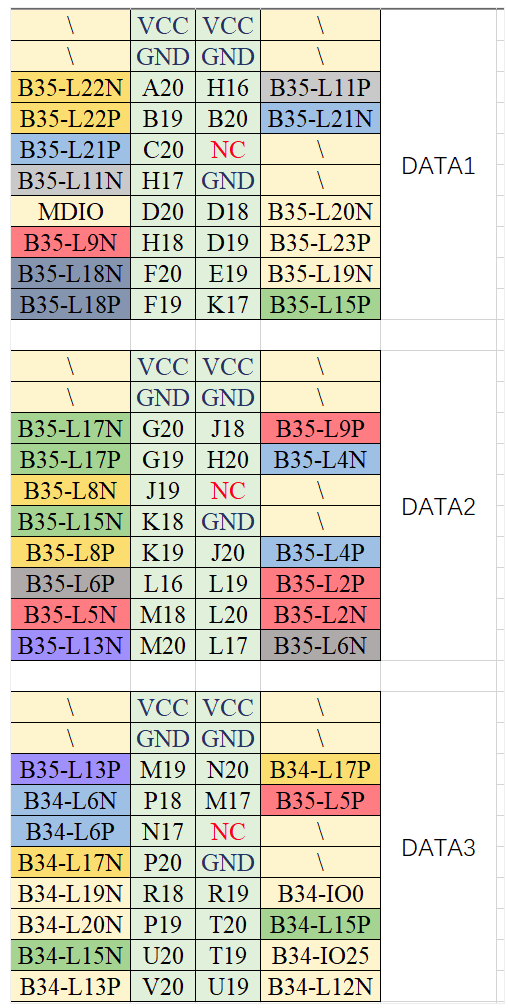 \ VCC VCC \
\ GND GND \
B35-L22N A20 H16 B35-L11P
B35-L22P B19 B20 B35-L21N
B35-L21P C20 NC \
B35-L11N H17 GND \
MDIO D20 D18 B35-L20N
B35-L9N H18 D19 B35-L23P
B35-L18N F20 E19 B35-L19N
B35-L18P F19 K17 B35-L15P
DATA1
\ VCC VCC \
\ GND GND \
B35-L17N G20 J18 B35-L9P
B35-L17P G19 H20 B35-L4N
B35-L8N J19 NC \
B35-L15N K18 GND \
B35-L8P K19 J20 B35-L4P
B35-L6P L16 L19 B35-L2P
B35-L5N M18 L20 B35-L2N
B35-L13N M20 L17 B35-L6N
DATA2
\ VCC VCC \
\ GND GND \
B35-L13P M19 N20 B34-L17P
B34-L6N P18 M17 B35-L5P
B34-L6P N17 NC \
B34-L17N P20 GND \
B34-L19N R18 R19 B34-IO0
B34-L20N P19 T20 B34-L15P
B34-L15N U20 T19 B34-IO25
B34-L13P V20 U19 B34-L12N
DATA3